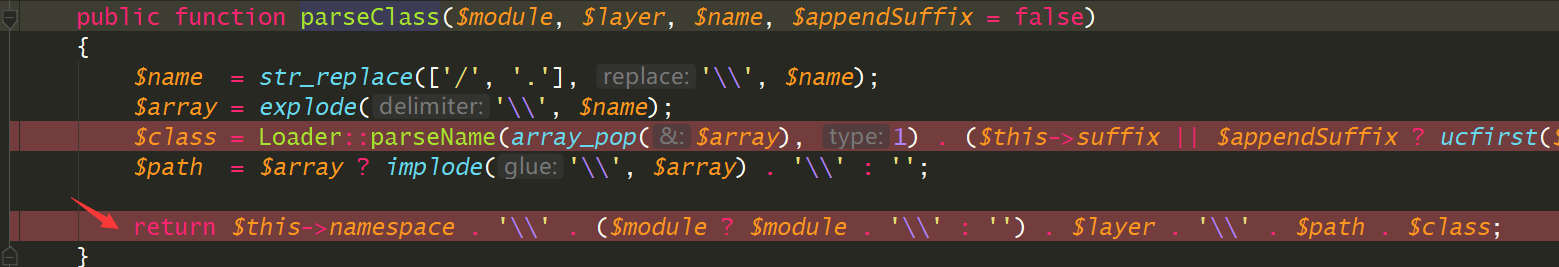 public function parseClass($module, $layer, $name, $appendSuffix = false)
{
$name = str_replace(['/', '.'], replace: '\\', $name);
$array = explode( delimiter: '\\', $name);
$class = Loader::parseName(array_pop( &: $array), type: 1) . ($this->suffix || $appendSuffix ? ucfirst($
$path = $array ? implode( glue: '\\', $array) . '\\' : '';
return $this->namespace . '\\' . ($module ? $module . '\\' : '') . $layer . '\\' . $path . $class;
}